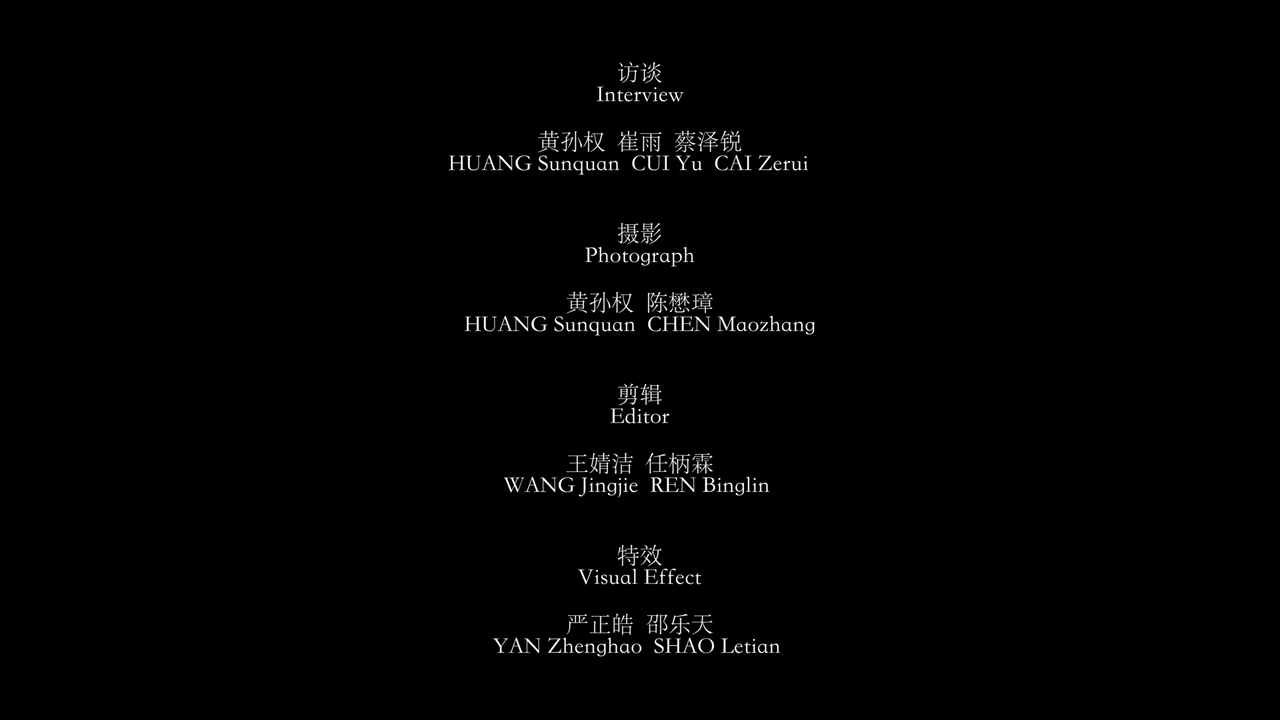 访谈
Interview
黄孙权 崔雨 蔡泽锐
HUANG Sunquan CUI Yu CAI Zerui
摄影
Photograph
黄孙权 陈懋璋
HUANG Sunquan CHEN Maozhang
剪辑
Editor
王婧洁 任柄霖
WANG Jingjie REN Binglin
特效
Visual Effect
严正皓 邵乐天
YAN Zhenghao SHAO Letian